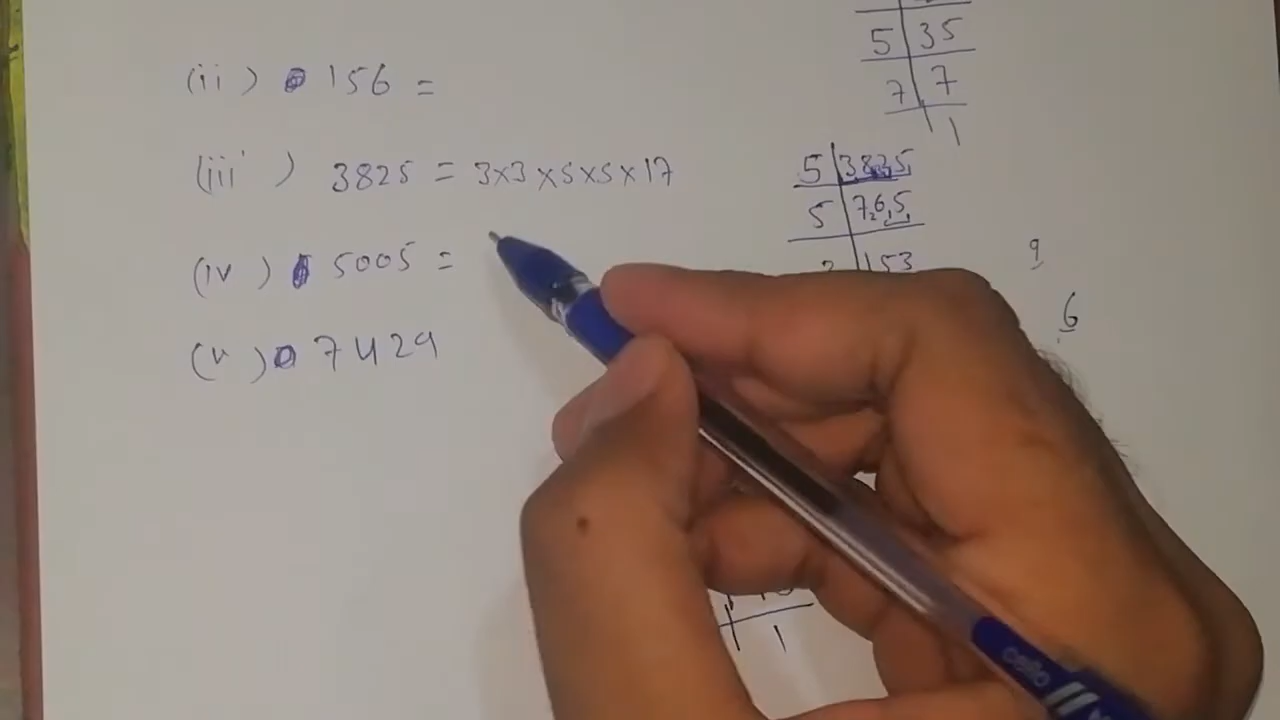 5 | 35
(ii) 156 =
7 | 7
1
(iii) 3825 = 3×3×5×5×17
5 | 3825
5 | 765
(iv) 5005 =
153
9
6
(v) 7429
1
cello